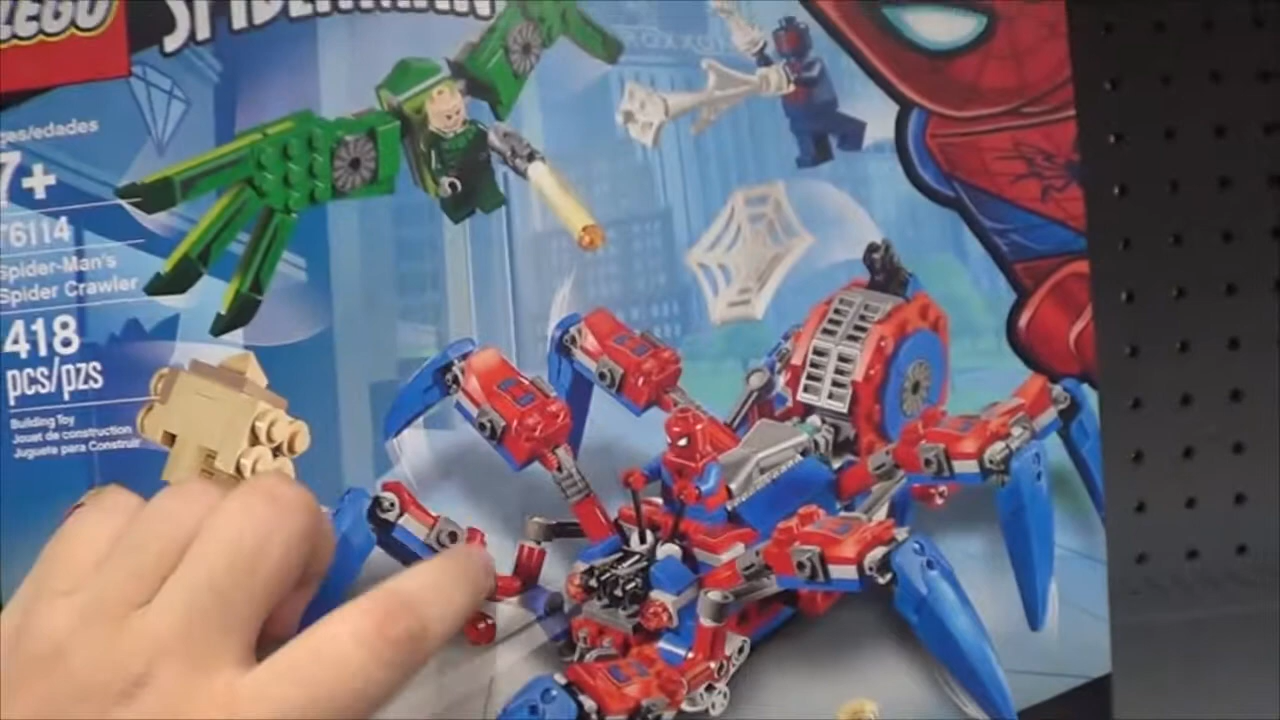 LEGO
SPIDER-MAN
ges/edades
7+
76114
Spider-Man's
Spider Crawler
418
pcs/pzs
Building Toy
Jouet de construction
Juguete para Construir